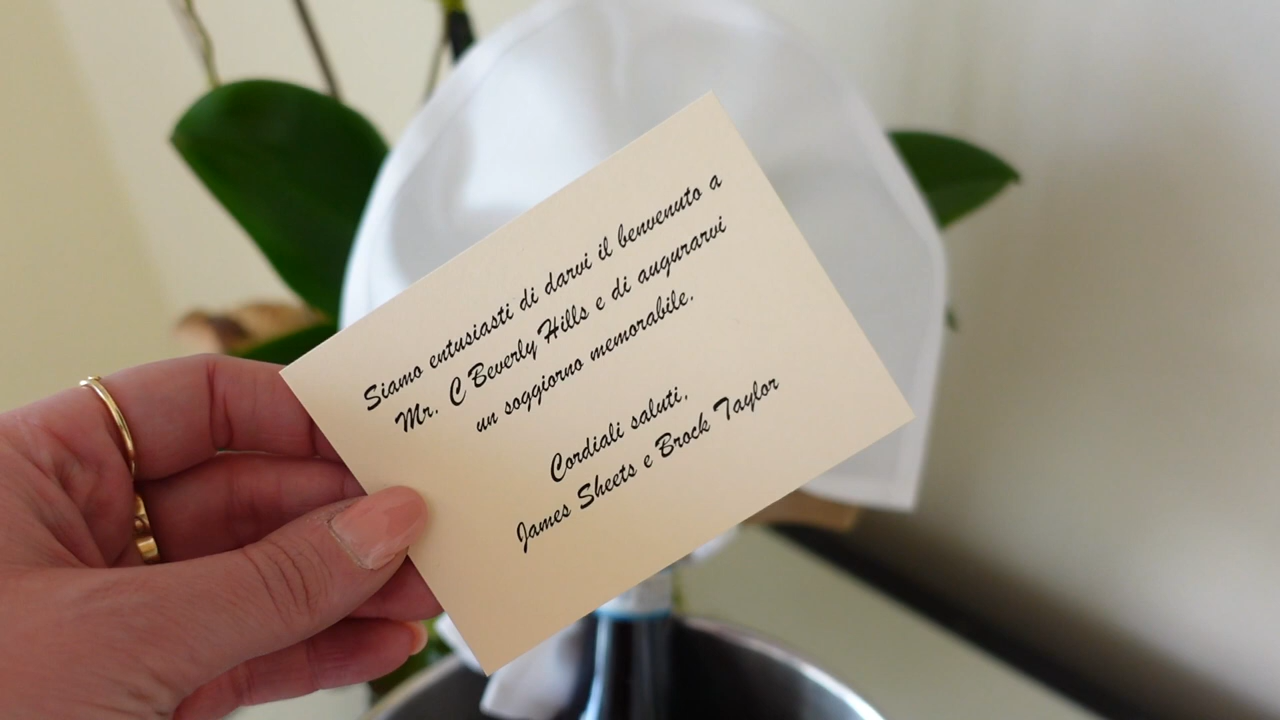 Siamo entusiasti di darvi il benvenuto a
Mr. C Beverly Hills e di augurarvi
un soggiorno memorabile.
Cordiali saluti,
James Sheets e Brock Taylor